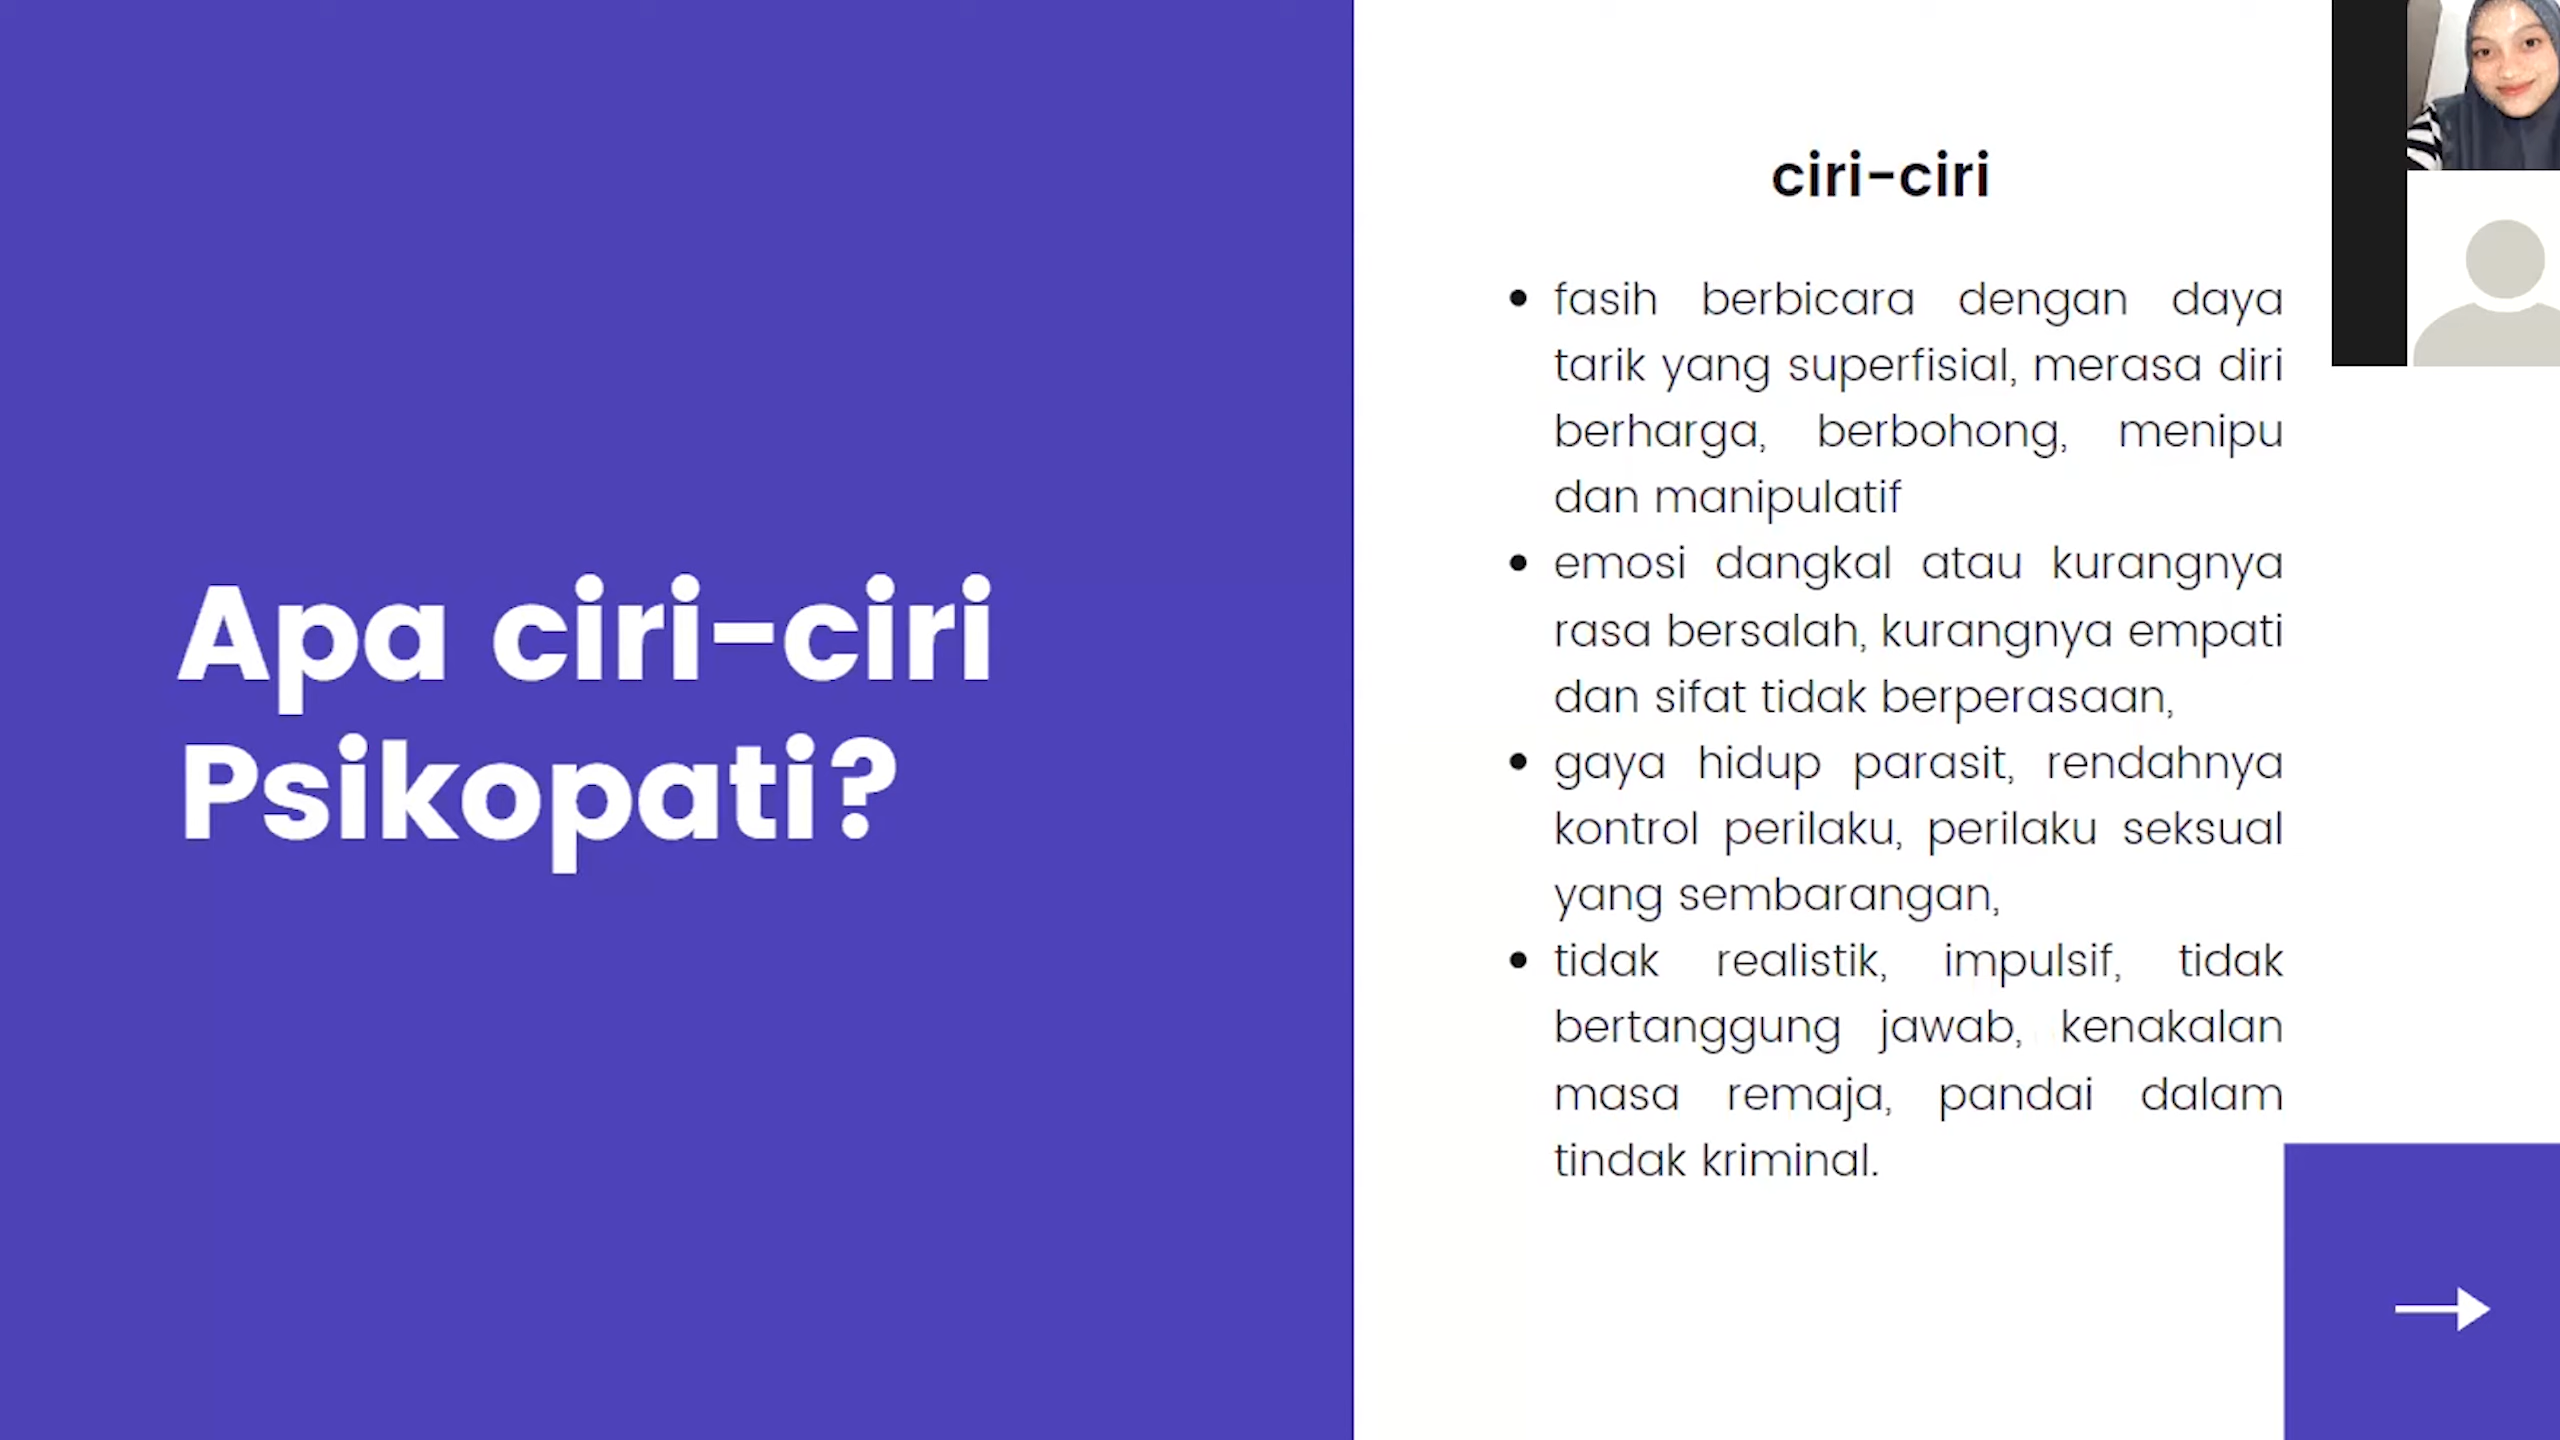 Apa ciri-ciri
Psikopati?
ciri-ciri
• fasih berbicara dengan daya
tarik yang superfisial, merasa diri
berharga, berbohong, menipu
dan manipulatif
• emosi dangkal atau kurangnya
rasa bersalah, kurangnya empati
dan sifat tidak berperasaan,
• gaya hidup parasit, rendahnya
kontrol perilaku, perilaku seksual
yang sembarangan,
• tidak realistik, impulsif, tidak
bertanggung jawab, kenakalan
masa remaja, pandai dalam
tindak kriminal.